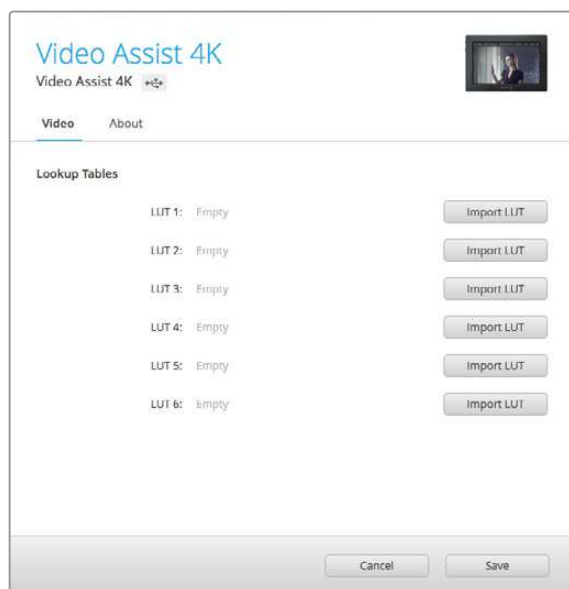 Video Assist 4K
Video Assist 4K
Video About
Lookup Tables
LUT 1: Empty Import LUT
LUT 2: Empty Import LUT
LUT 3: Empty Import LUT
LUT 4: Empty Import LUT
LUT 5: Empty Import LUT
LUT 6: Empty Import LUT
Cancel Save